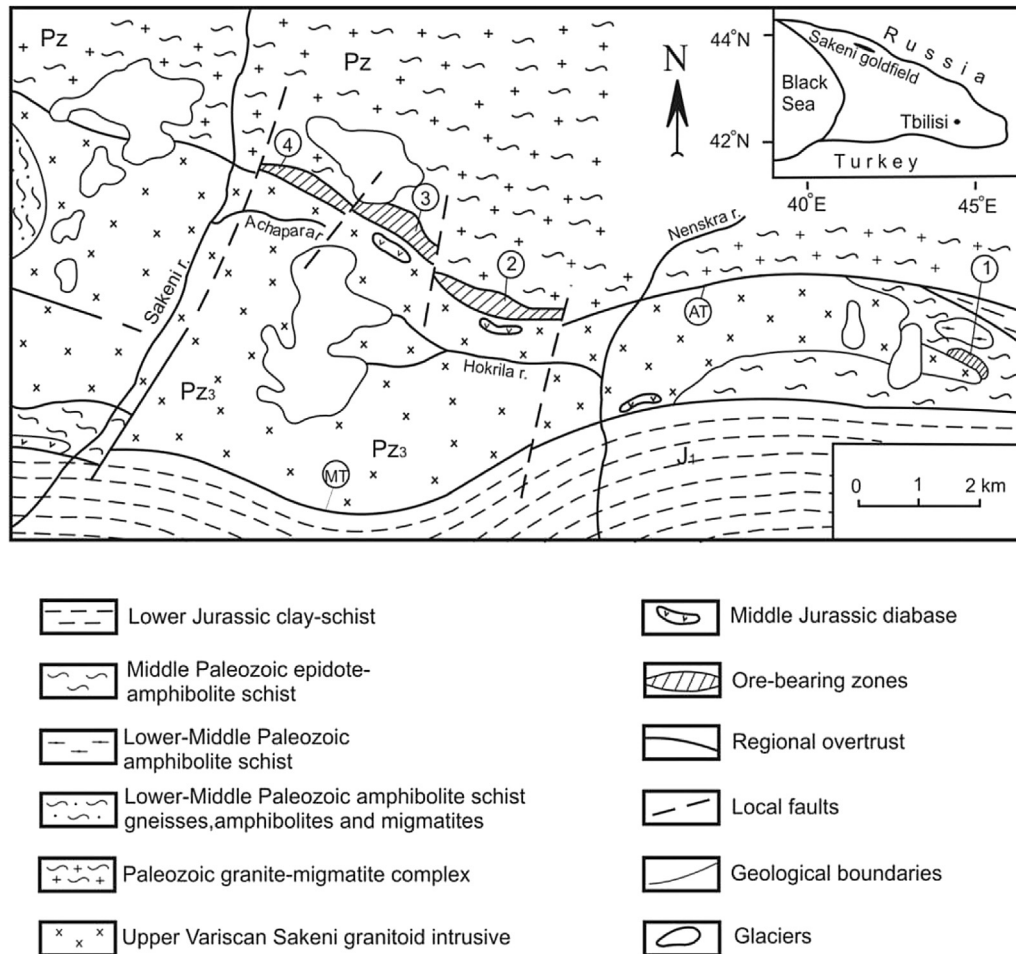 Pz
Pz
N
44°N
Russia
Sakeni goldfield
Black
Sea
Tbilisi
42°N
Turkey
40°E
45°E
4
3
Achapara r.
Nenskra r.
2
1
Sakeni r.
AT
Hokrila r.
Pz3
Pz3
MT
J1
0 1 2 km
Lower Jurassic clay-schist
Middle Paleozoic epidote-
amphibolite schist
Lower-Middle Paleozoic
amphibolite schist
Lower-Middle Paleozoic amphibolite schist
gneisses,amphibolites and migmatites
Paleozoic granite-migmatite complex
Upper Variscan Sakeni granitoid intrusive
Middle Jurassic diabase
Ore-bearing zones
Regional overtrust
Local faults
Geological boundaries
Glaciers